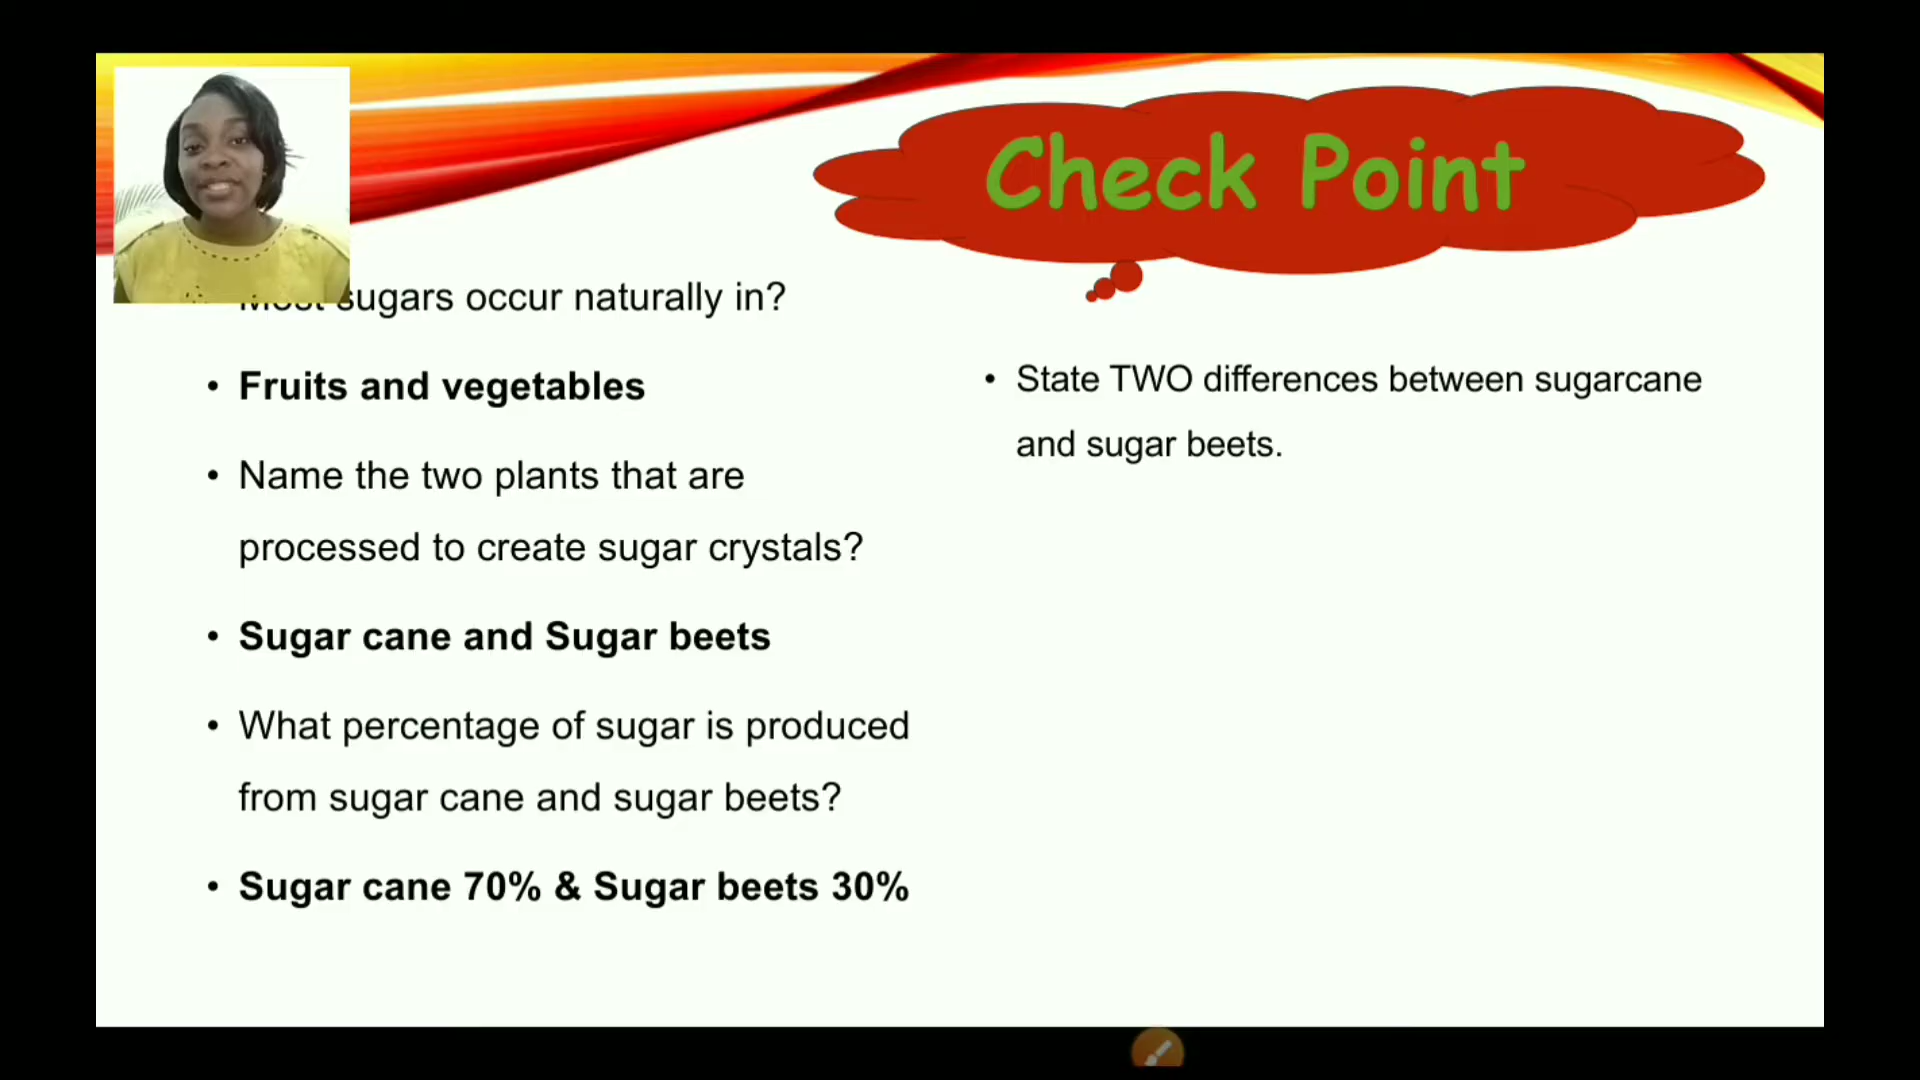 Check Point
Most sugars occur naturally in?
• Fruits and vegetables
• Name the two plants that are
processed to create sugar crystals?
• Sugar cane and Sugar beets
• What percentage of sugar is produced
from sugar cane and sugar beets?
• Sugar cane 70% & Sugar beets 30%
• State TWO differences between sugarcane
and sugar beets.